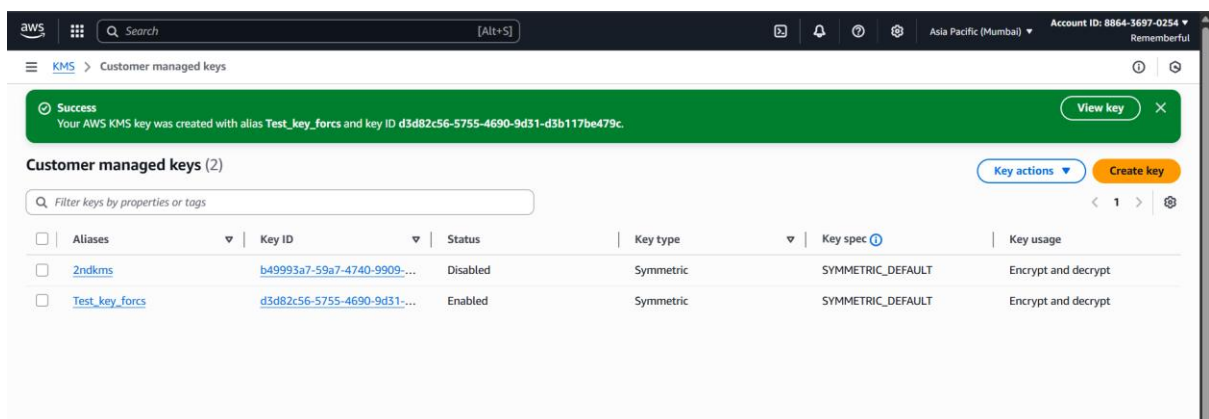 aws
Search [Alt+S]
Asia Pacific (Mumbai) ▼
Account ID: 8864-3697-0254 ▼
Rememberful
KMS > Customer managed keys
Success
Your AWS KMS key was created with alias Test_key_forcs and key ID d3d82c56-5755-4690-9d31-d3b117be479c.
View key
Customer managed keys (2)
Key actions ▼
Create key
Filter keys by properties or tags
< 1 >
Aliases Key ID Status Key type Key spec Key usage
2ndkms b49993a7-59a7-4740-9909-... Disabled Symmetric SYMMETRIC_DEFAULT Encrypt and decrypt
Test_key_forcs d3d82c56-5755-4690-9d31-... Enabled Symmetric SYMMETRIC_DEFAULT Encrypt and decrypt